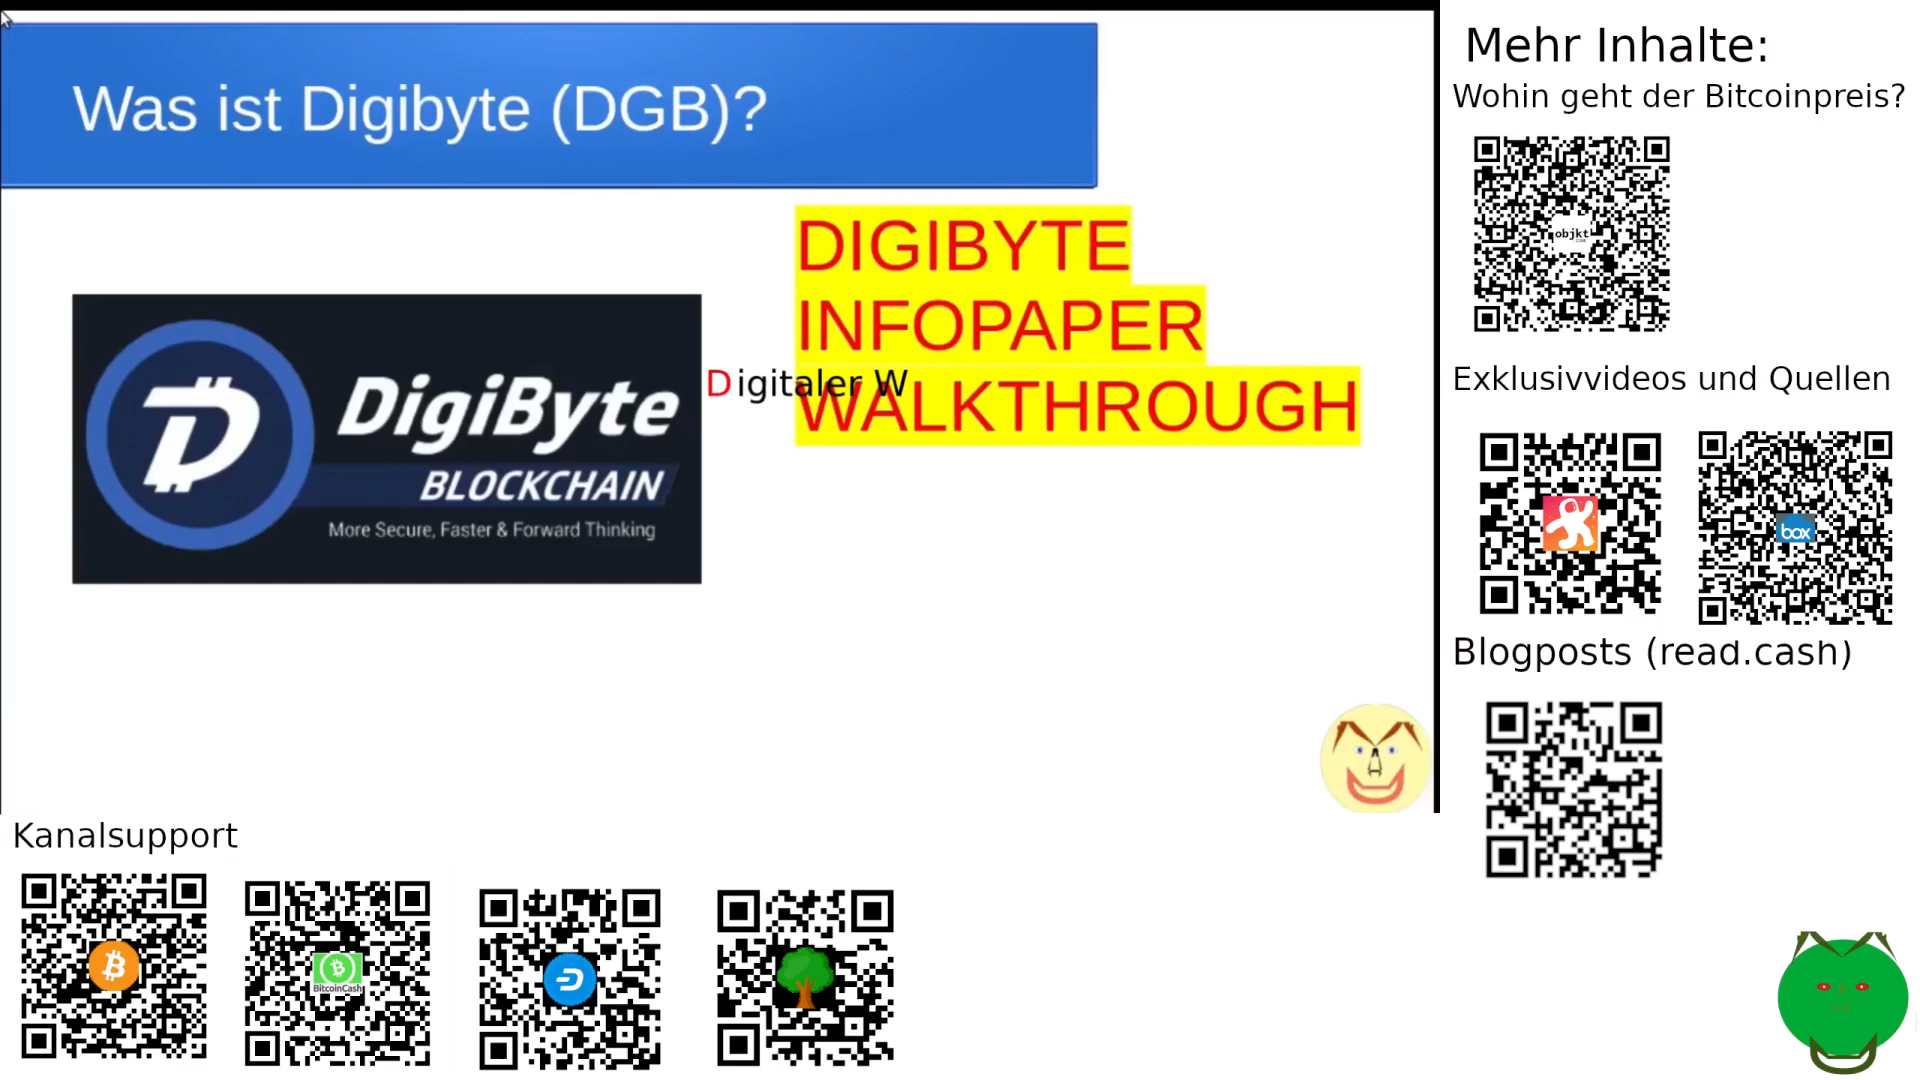 Was ist Digibyte (DGB)?
DIGIBYTE
INFOPAPER
WALKTHROUGH
Digitaler W
DigiByte
BLOCKCHAIN
More Secure, Faster & Forward Thinking
Mehr Inhalte:
Wohin geht der Bitcoinpreis?
objkt
Exklusivvideos und Quellen
box
Blogposts (read.cash)
Kanalsupport
BitcoinCash